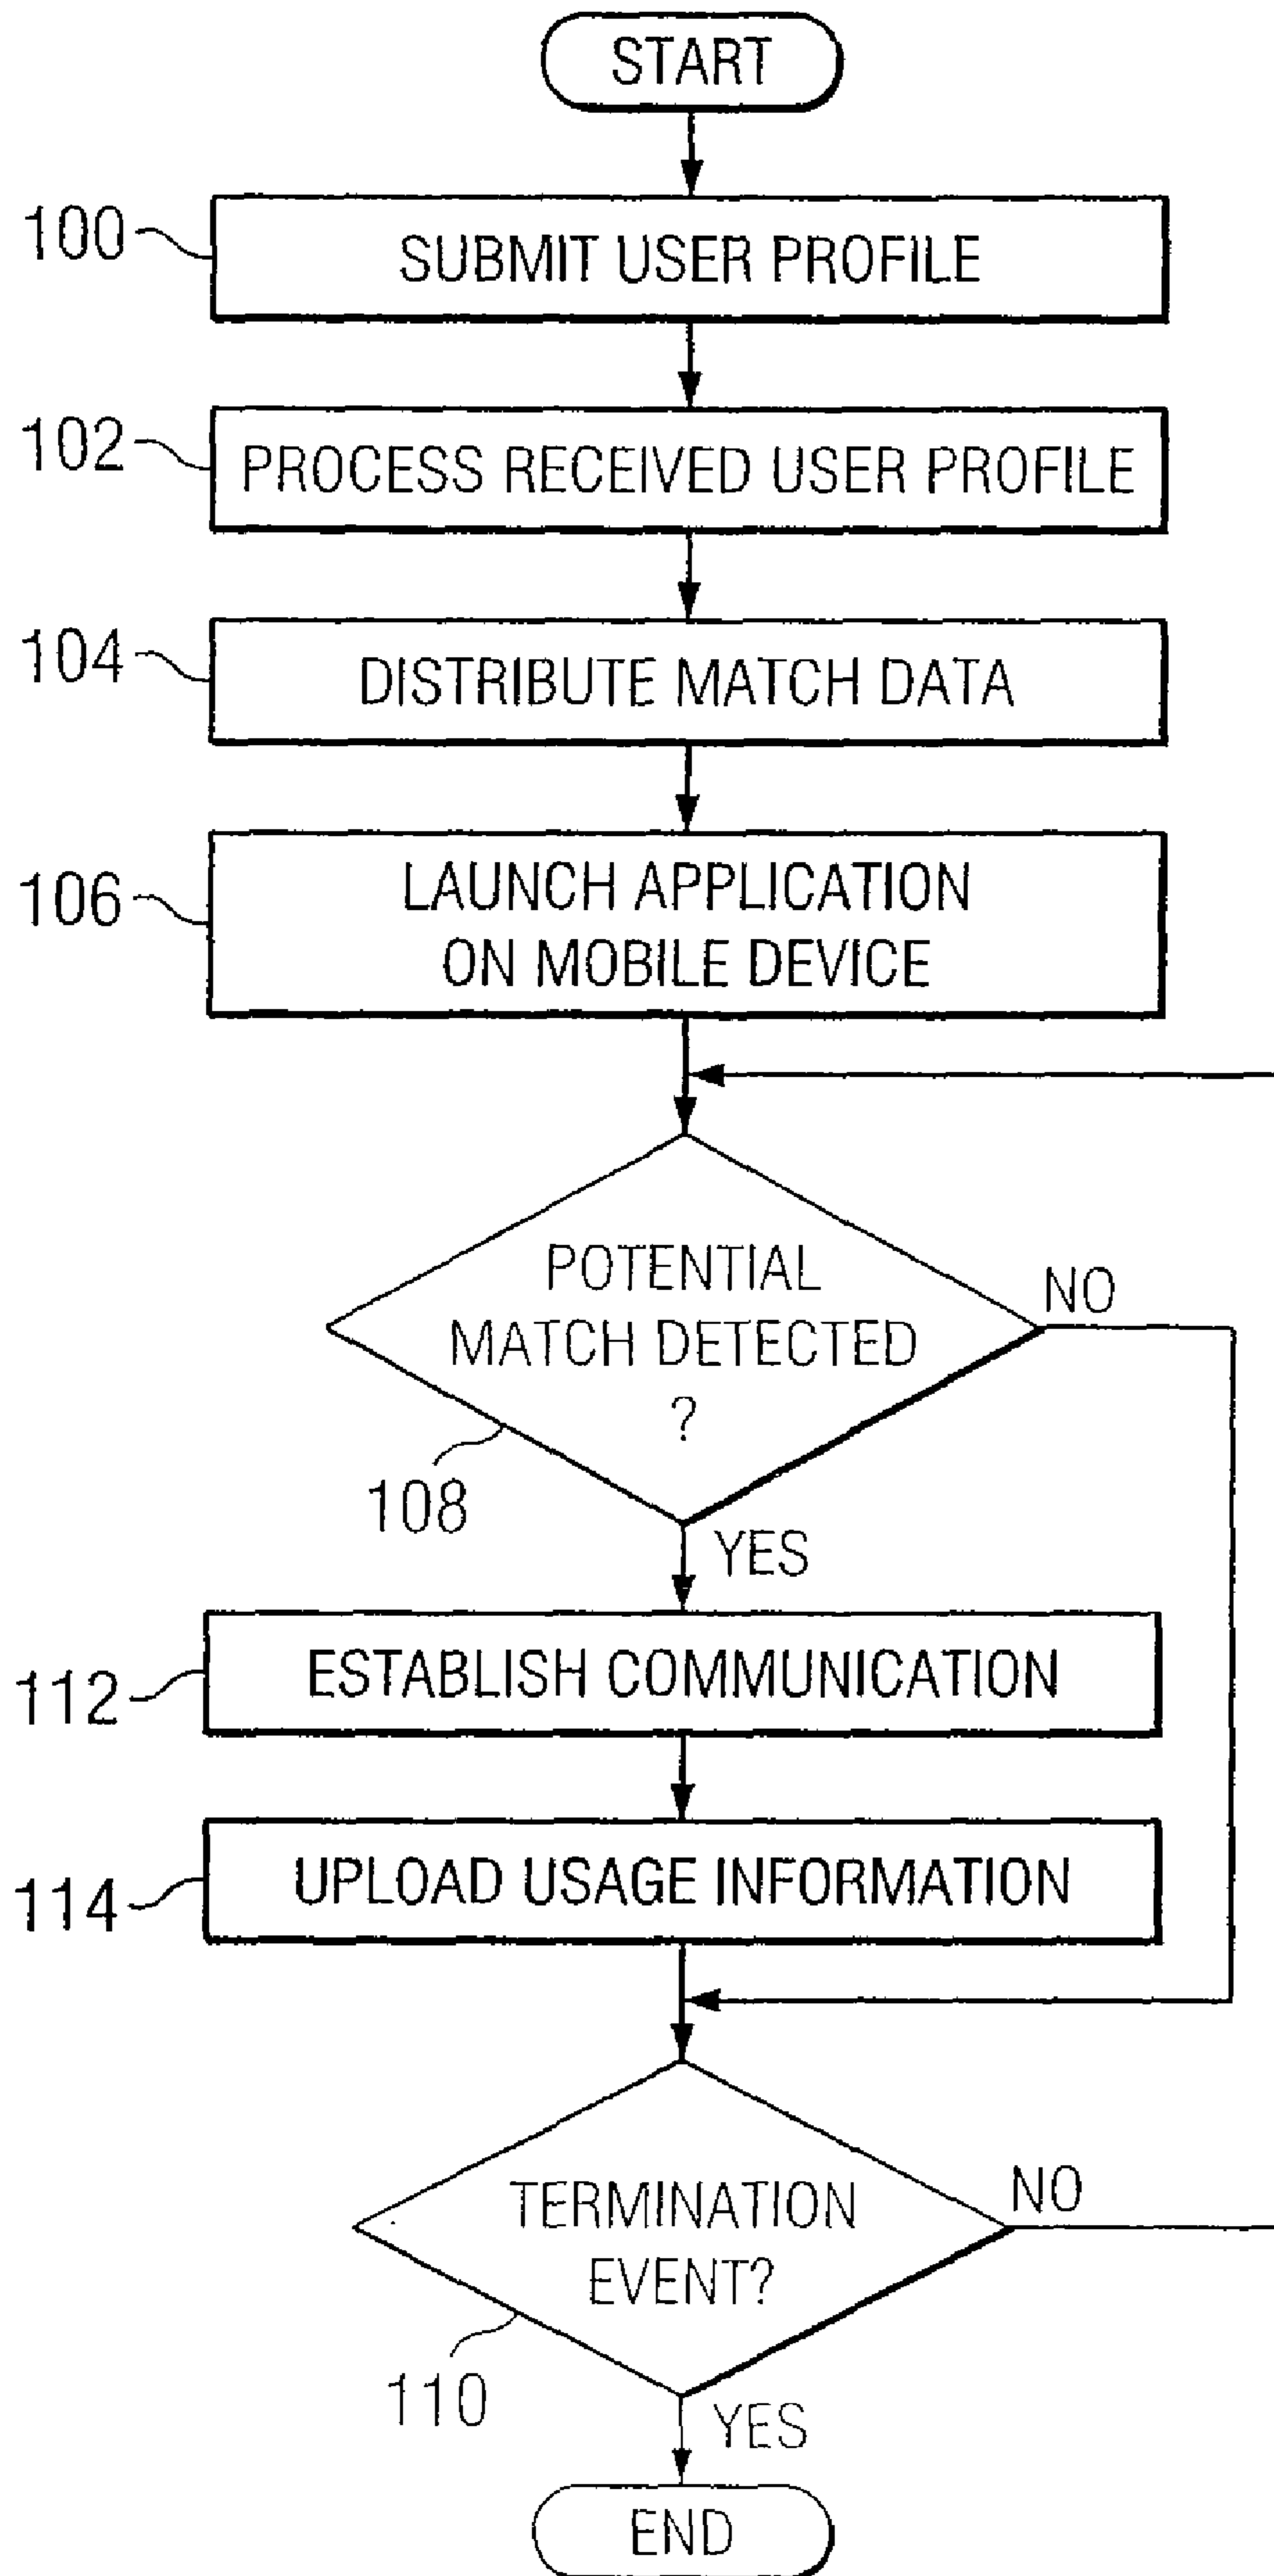 START
100
SUBMIT USER PROFILE
102
PROCESS RECEIVED USER PROFILE
104
DISTRIBUTE MATCH DATA
106
LAUNCH APPLICATION
ON MOBILE DEVICE
POTENTIAL
MATCH DETECTED
?
NO
108
YES
112
ESTABLISH COMMUNICATION
114
UPLOAD USAGE INFORMATION
TERMINATION
EVENT?
NO
110
YES
END